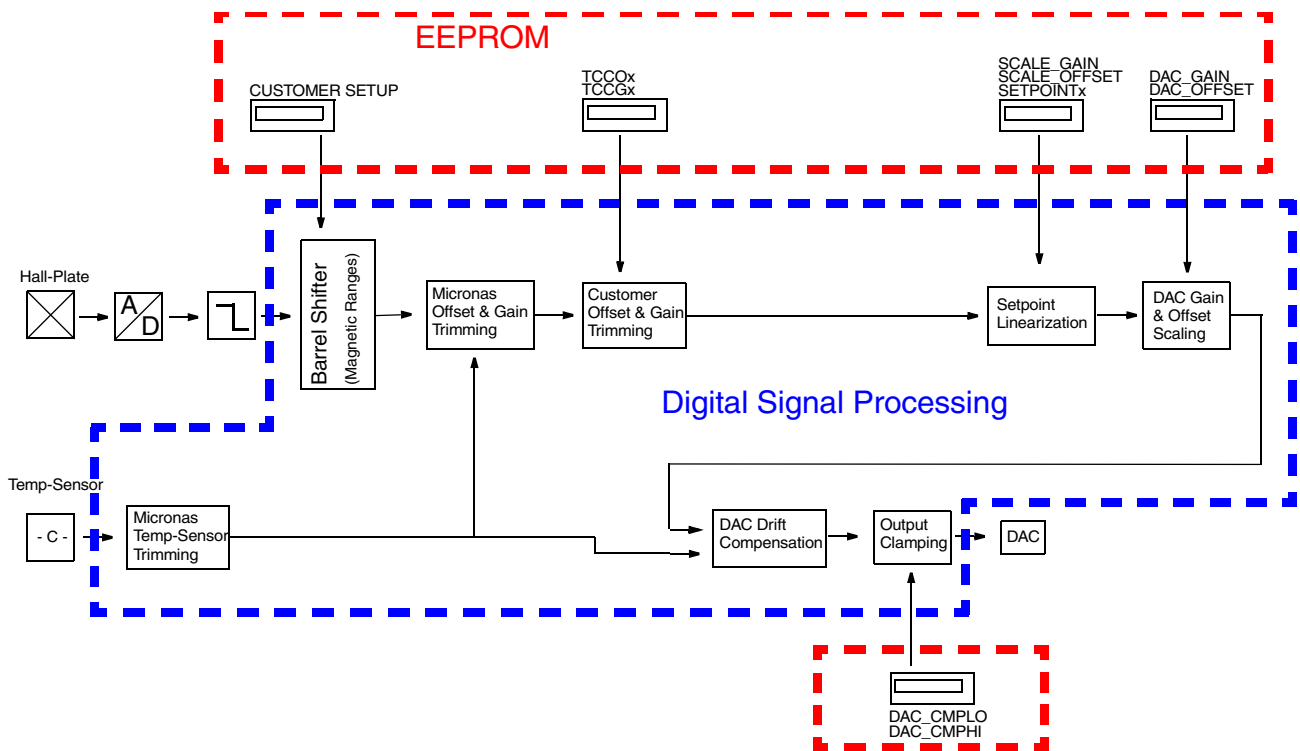 EEPROM
CUSTOMER SETUP
TCCOx
TCCGx
SCALE_GAIN
SCALE_OFFSET
SETPOINTx
DAC_GAIN
DAC_OFFSET
Hall-Plate
A
D
Barrel Shifter
(Magnetic Ranges)
Micronas
Offset & Gain
Trimming
Customer
Offset & Gain
Trimming
Setpoint
Linearization
DAC Gain
& Offset
Scaling
Digital Signal Processing
Temp-Sensor
- C -
Micronas
Temp-Sensor
Trimming
DAC Drift
Compensation
Output
Clamping
DAC
DAC_CMPLO
DAC_CMPHI